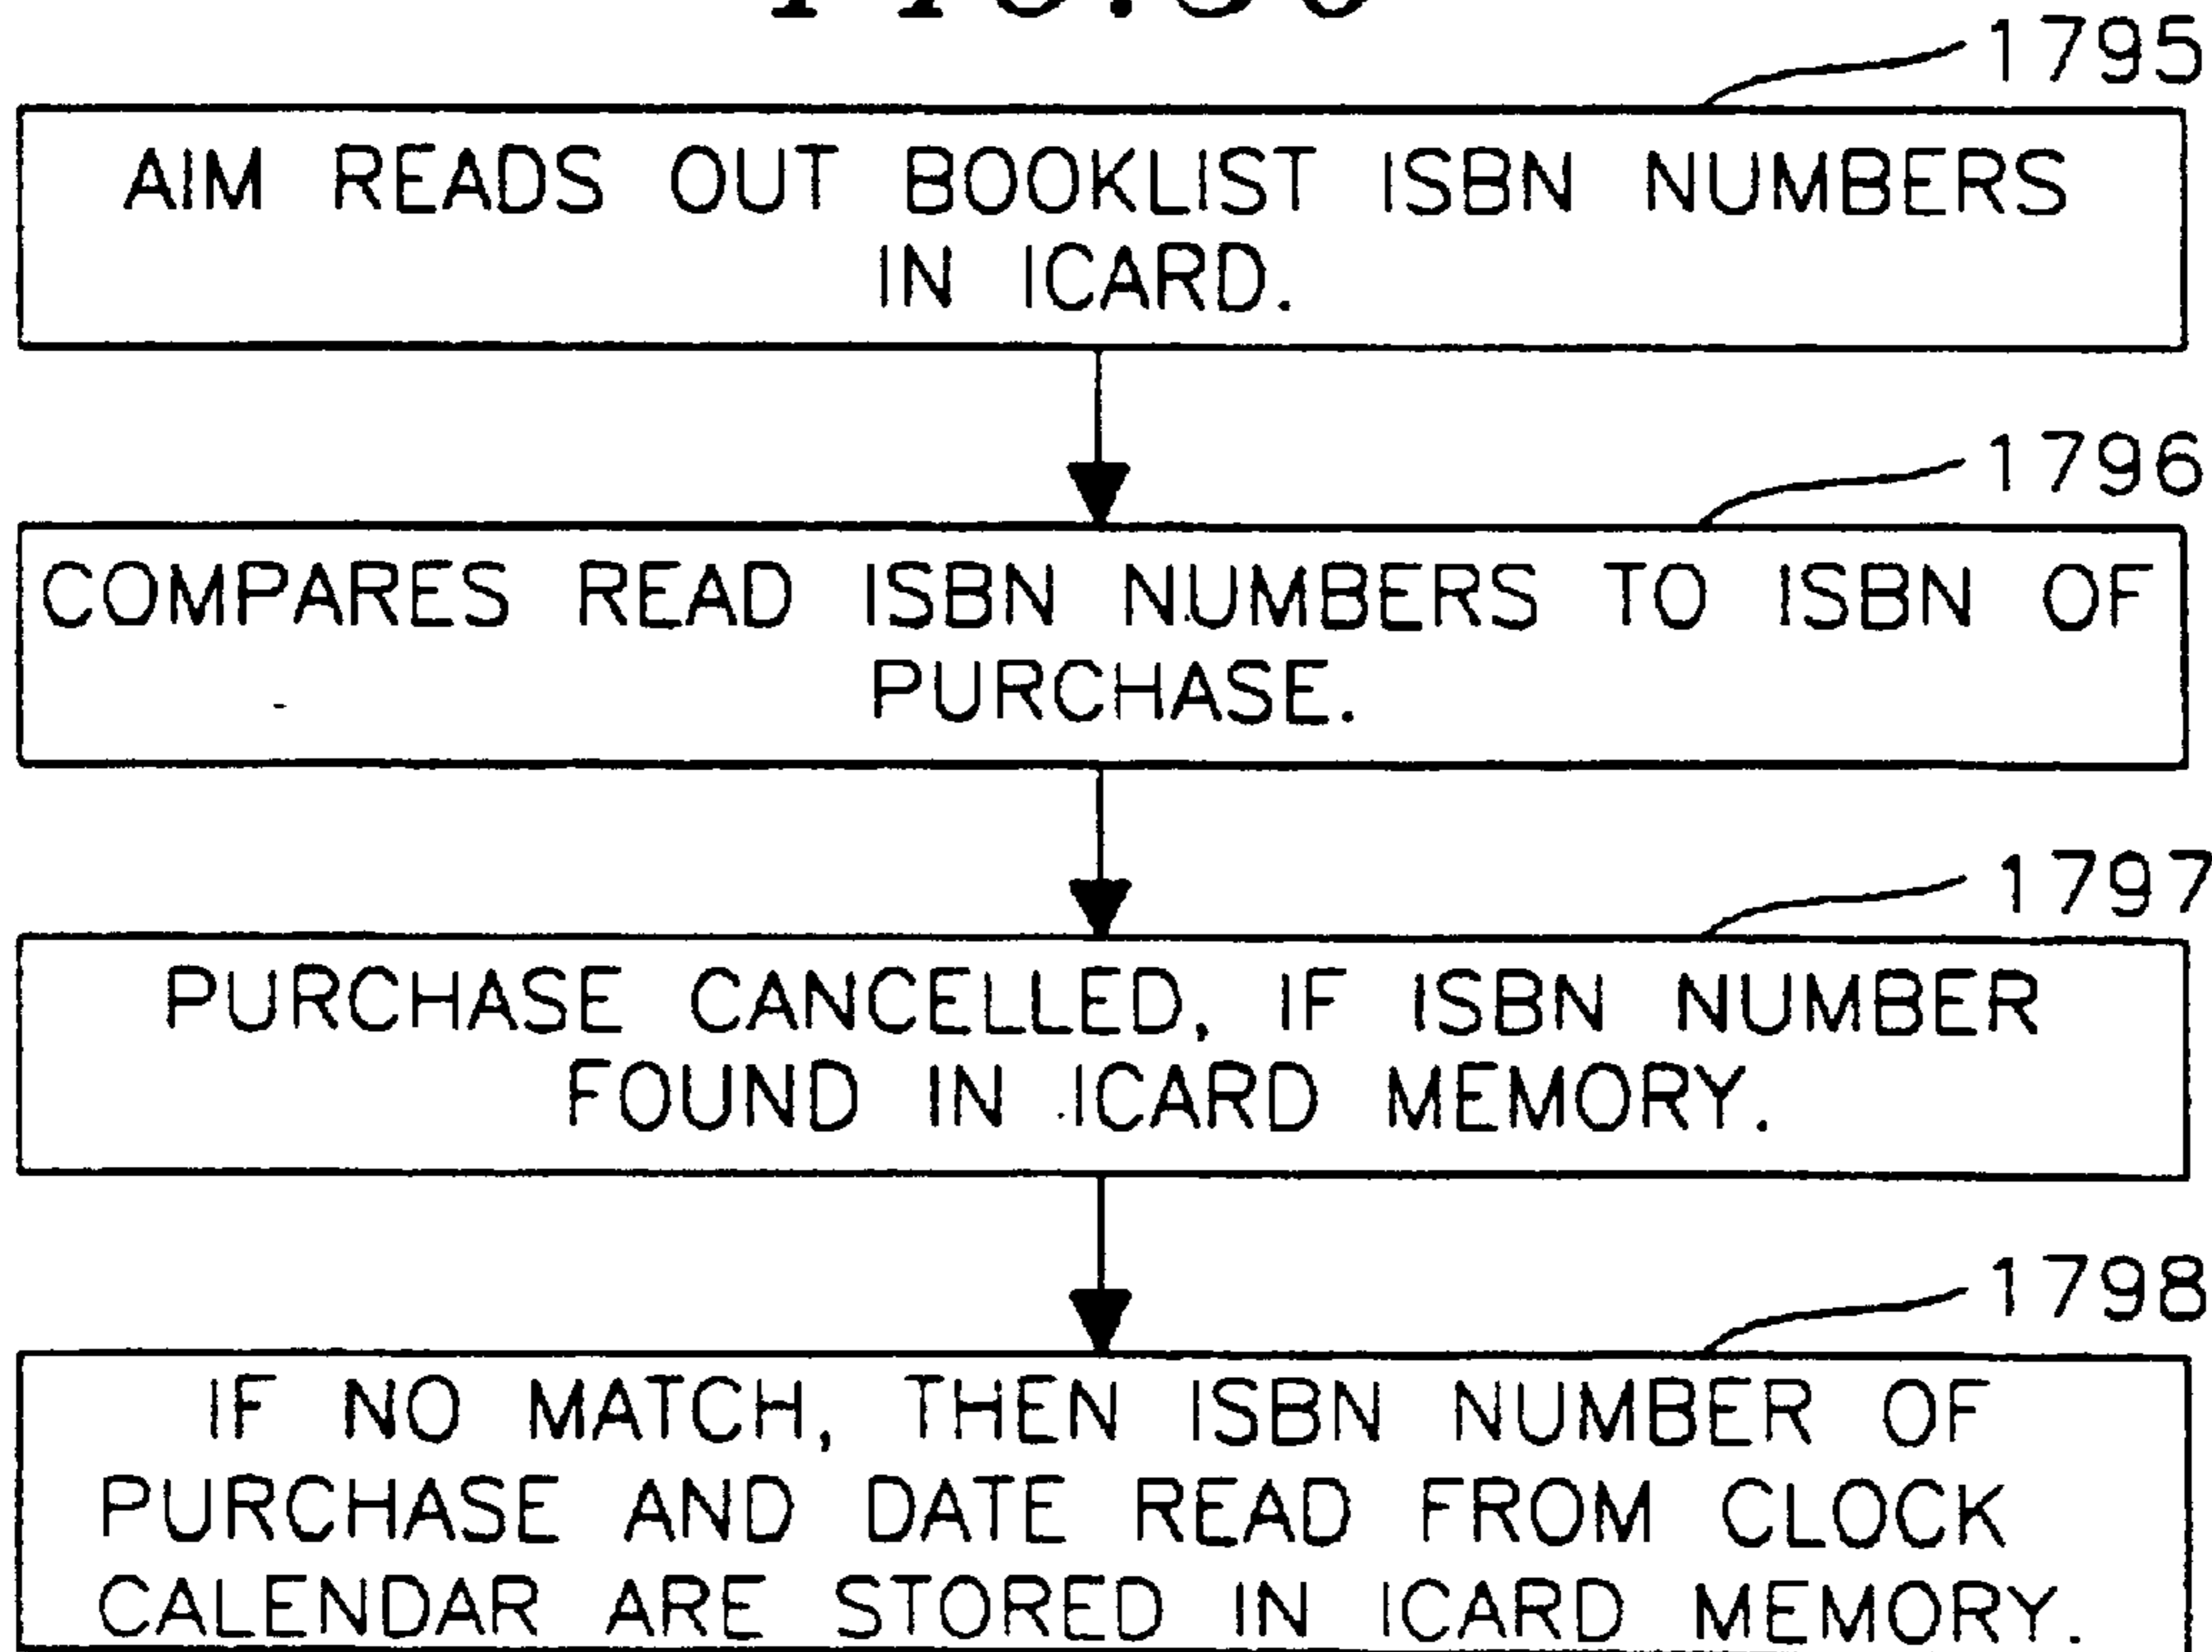 1795
AIM READS OUT BOOKLIST ISBN NUMBERS
IN ICARD.
1796
COMPARES READ ISBN NUMBERS TO ISBN OF
PURCHASE.
1797
PURCHASE CANCELLED, IF ISBN NUMBER
FOUND IN ICARD MEMORY.
1798
IF NO MATCH, THEN ISBN NUMBER OF
PURCHASE AND DATE READ FROM CLOCK
CALENDAR ARE STORED IN ICARD MEMORY.